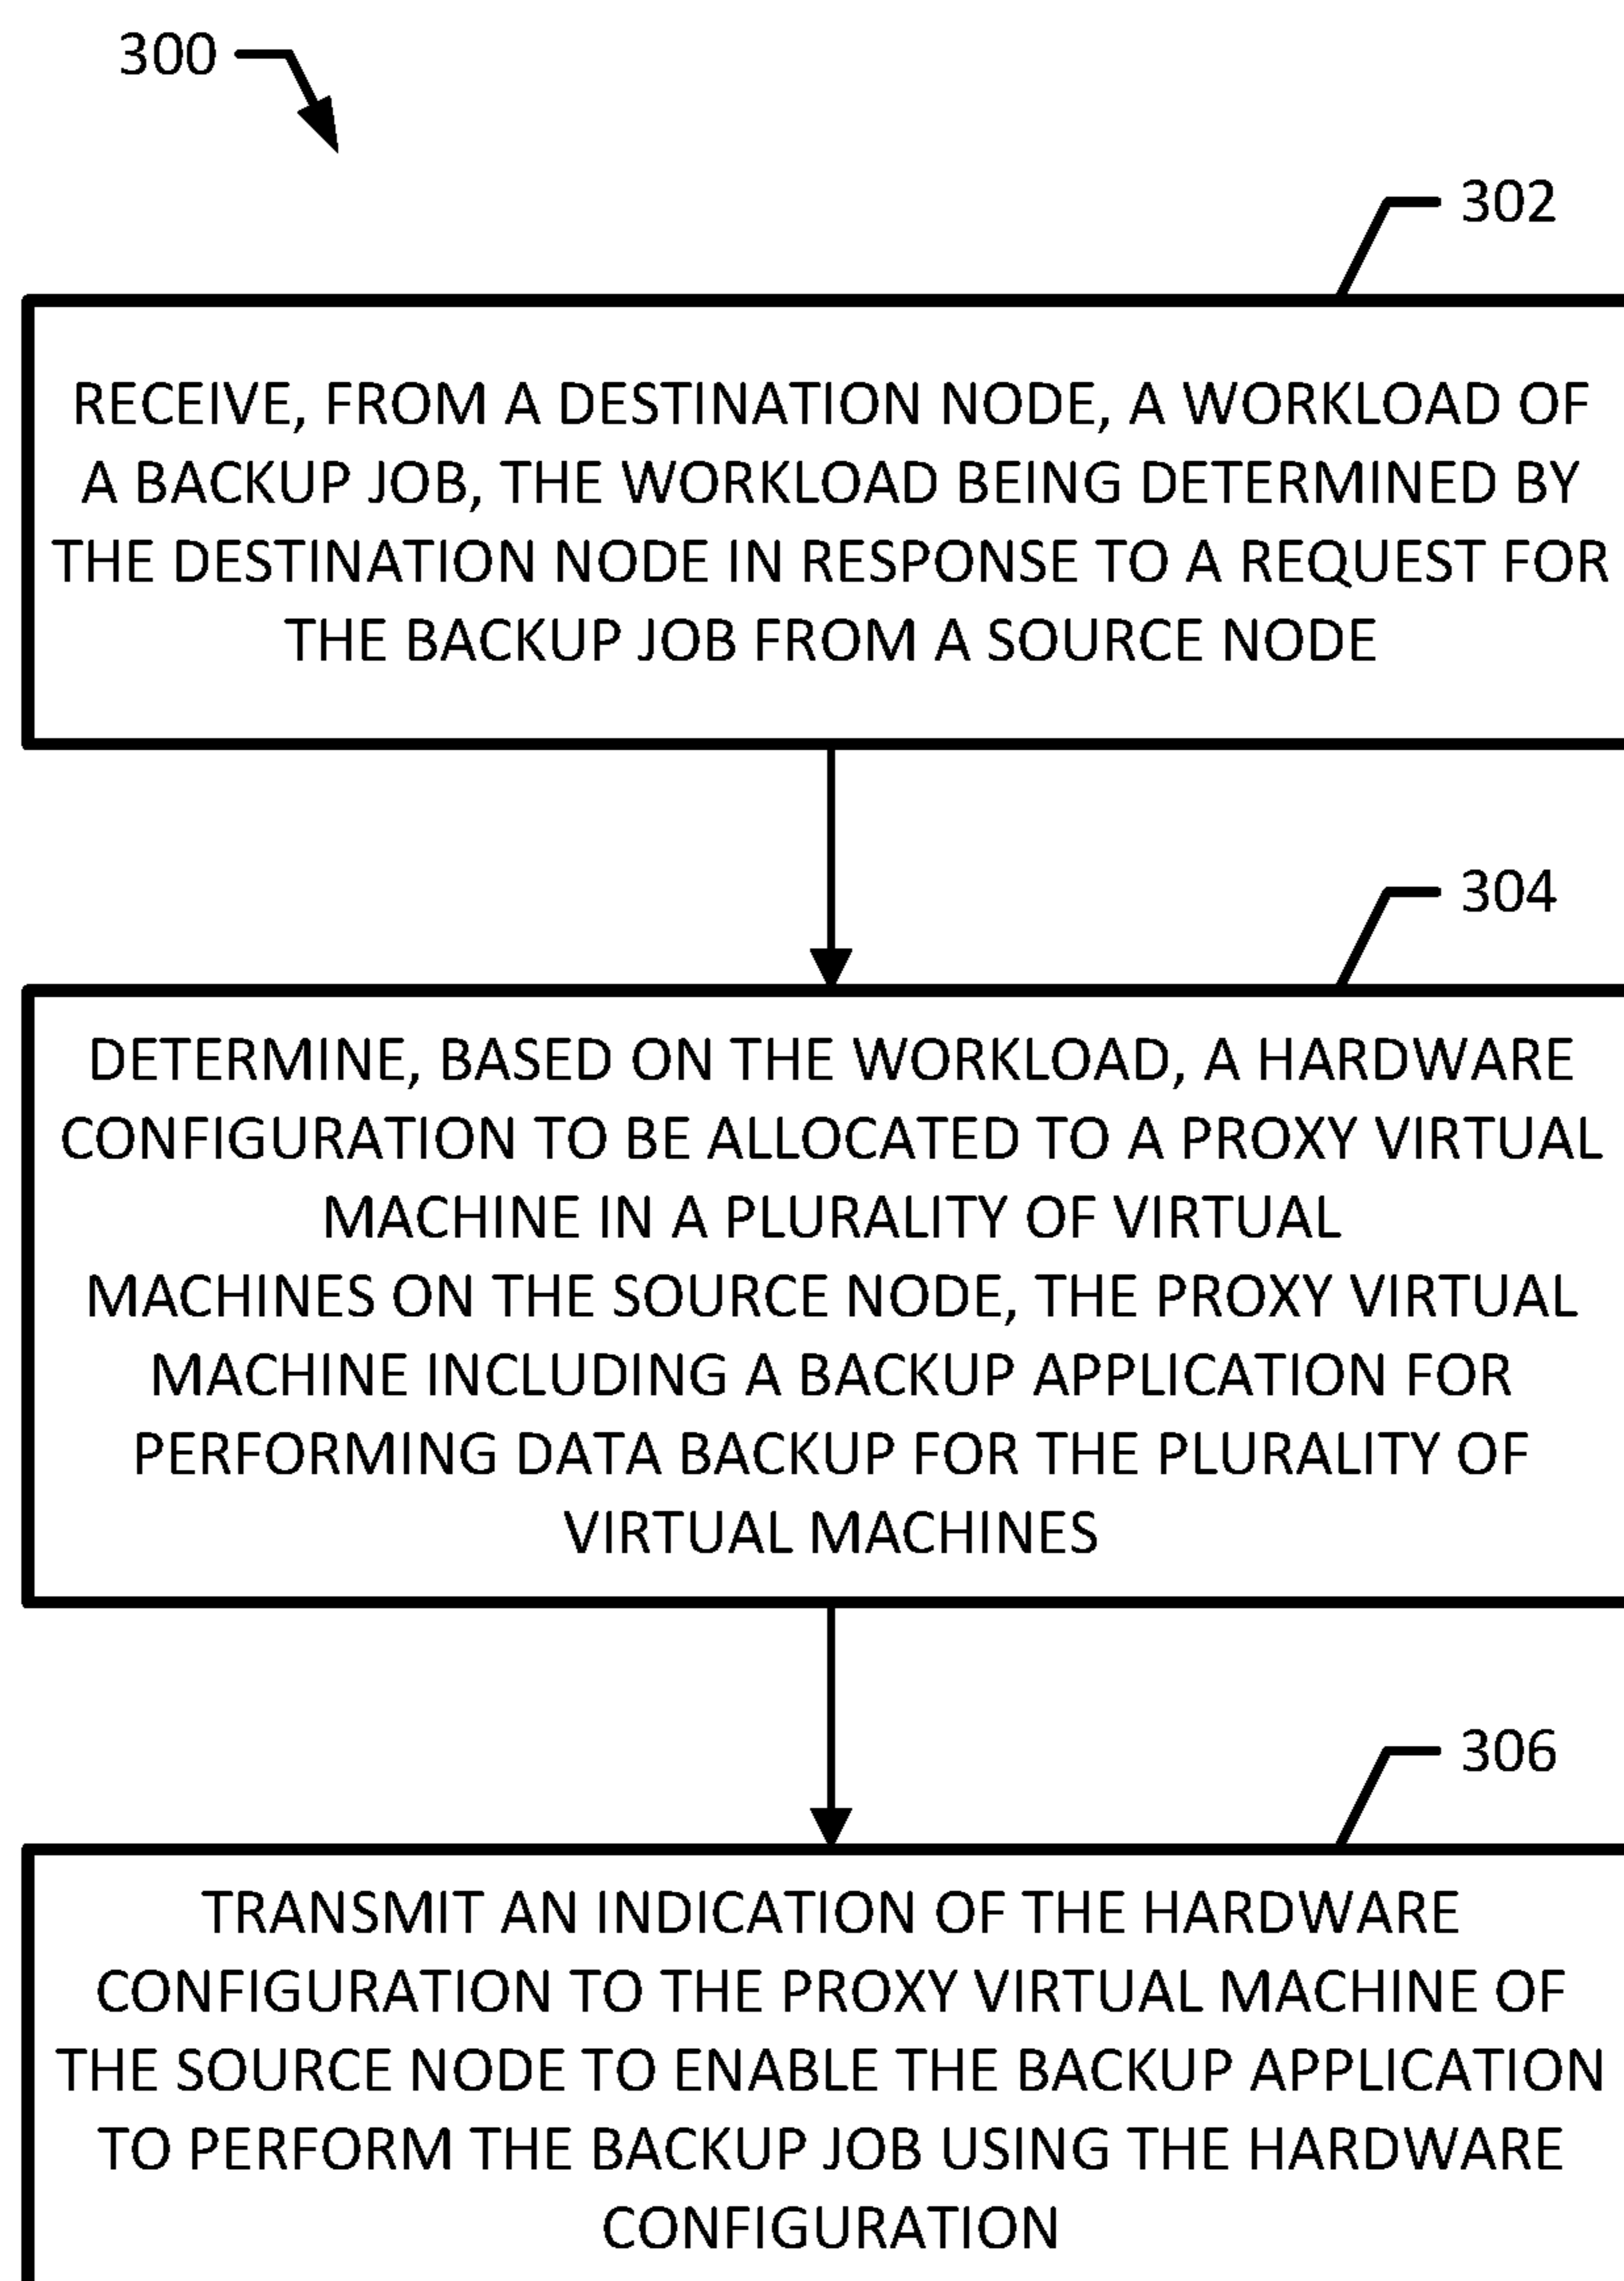 300
302
RECEIVE, FROM A DESTINATION NODE, A WORKLOAD OF
A BACKUP JOB, THE WORKLOAD BEING DETERMINED BY
THE DESTINATION NODE IN RESPONSE TO A REQUEST FOR
THE BACKUP JOB FROM A SOURCE NODE
304
DETERMINE, BASED ON THE WORKLOAD, A HARDWARE
CONFIGURATION TO BE ALLOCATED TO A PROXY VIRTUAL
MACHINE IN A PLURALITY OF VIRTUAL
MACHINES ON THE SOURCE NODE, THE PROXY VIRTUAL
MACHINE INCLUDING A BACKUP APPLICATION FOR
PERFORMING DATA BACKUP FOR THE PLURALITY OF
VIRTUAL MACHINES
306
TRANSMIT AN INDICATION OF THE HARDWARE
CONFIGURATION TO THE PROXY VIRTUAL MACHINE OF
THE SOURCE NODE TO ENABLE THE BACKUP APPLICATION
TO PERFORM THE BACKUP JOB USING THE HARDWARE
CONFIGURATION